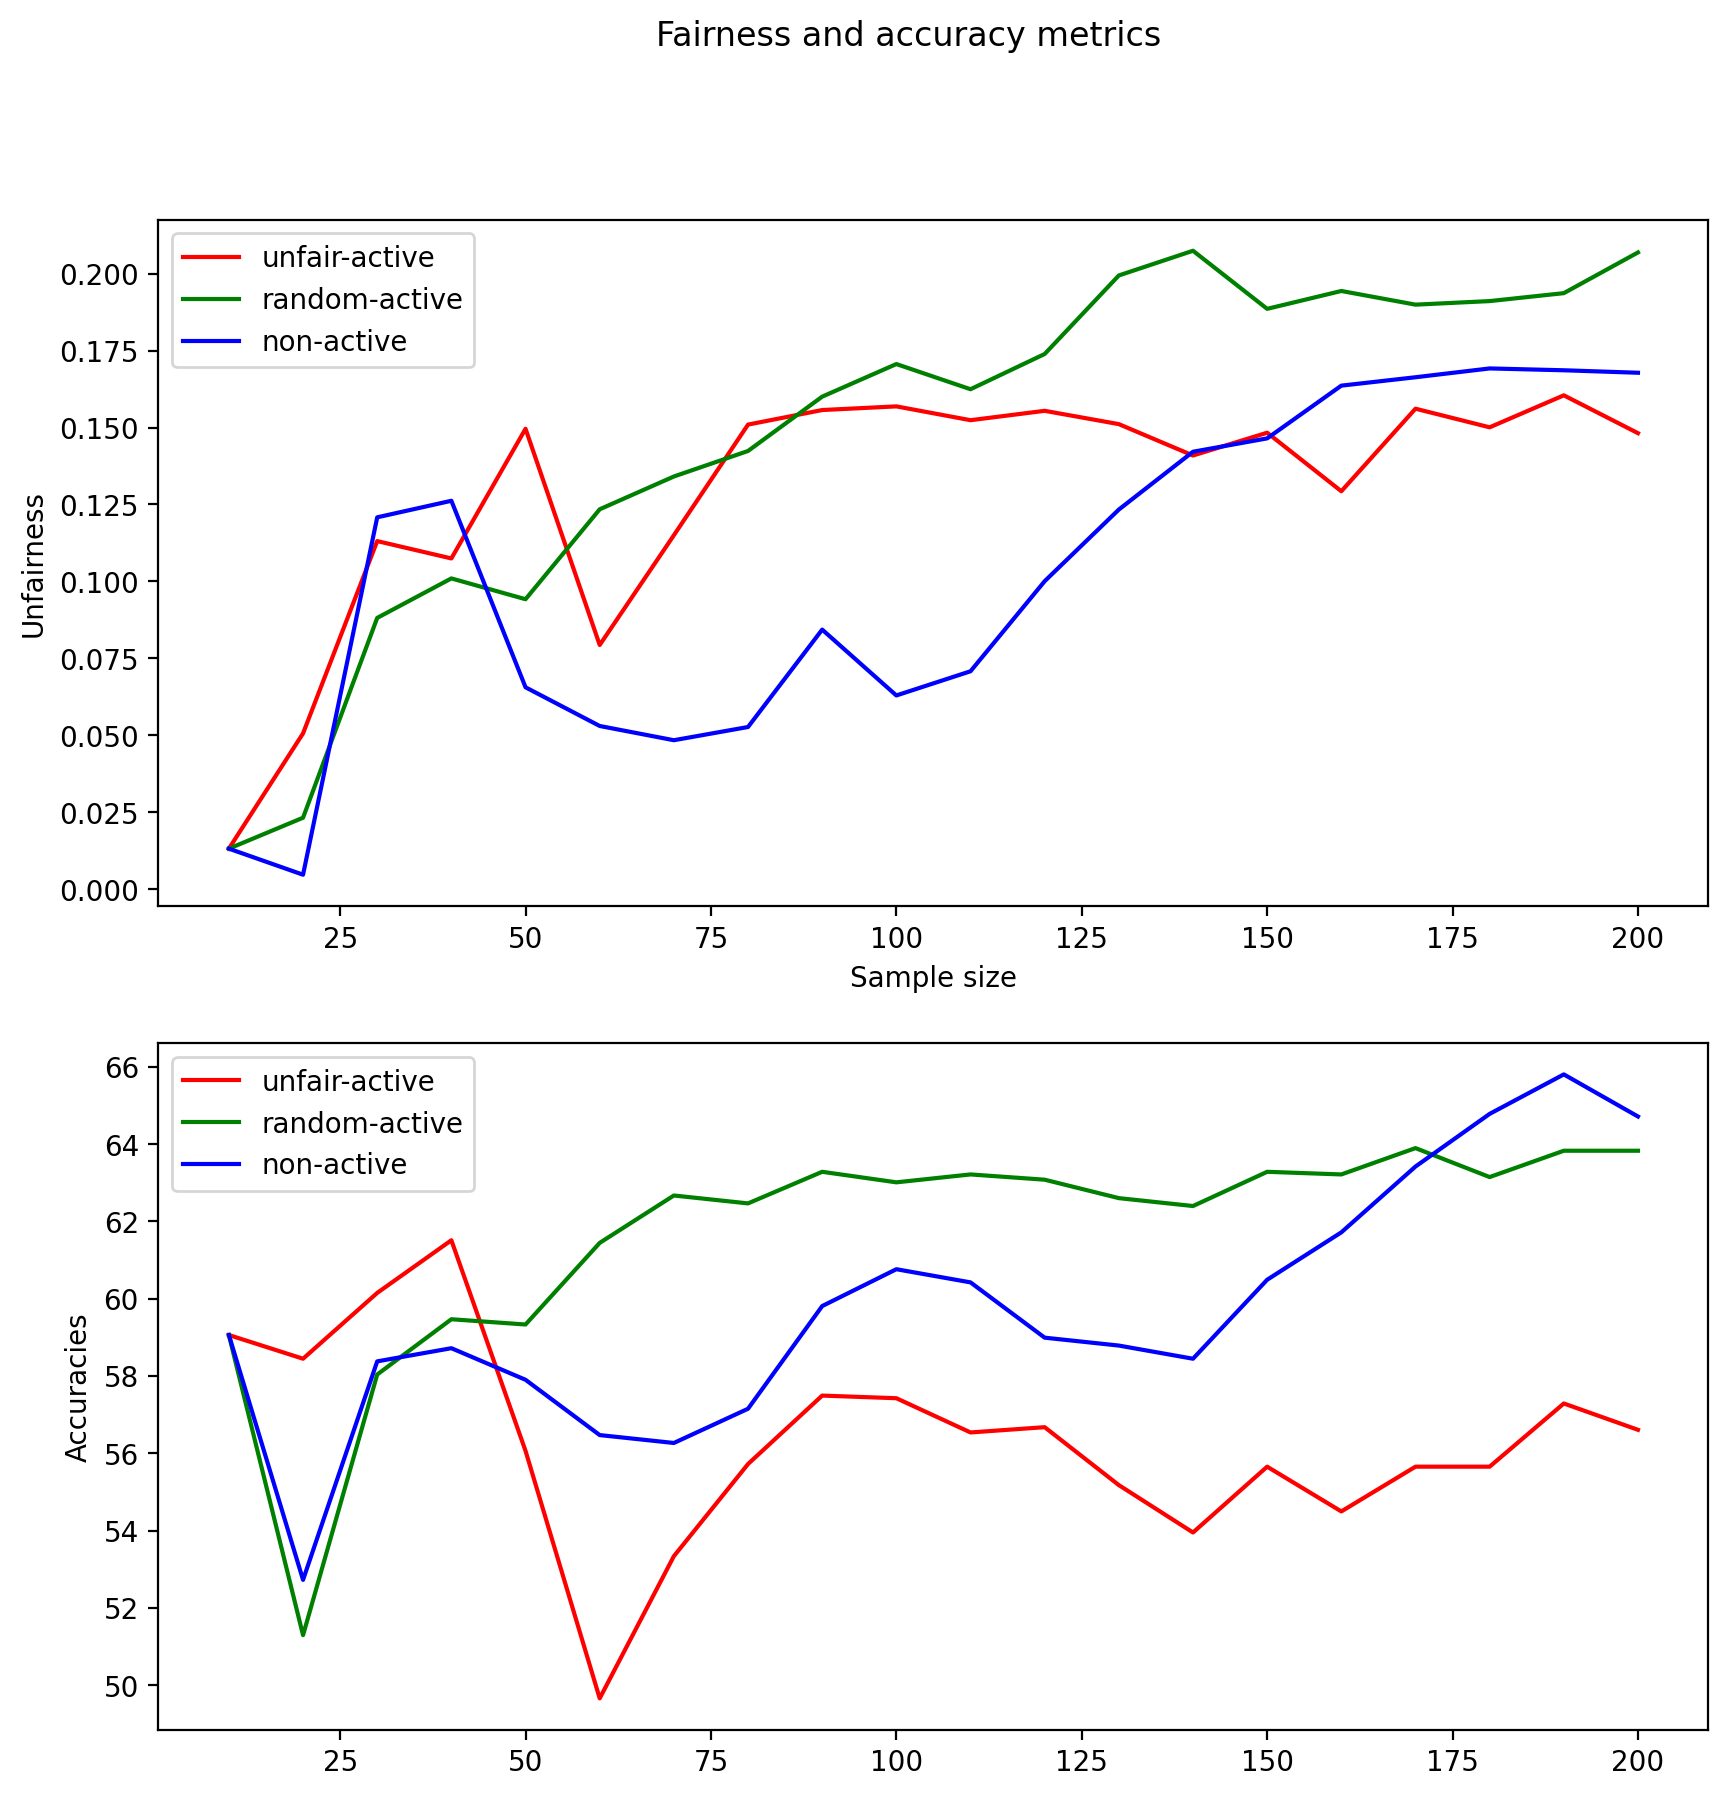 Fairness and accuracy metrics
unfair-active
random-active
non-active
Unfairness
0.200
0.175
0.150
0.125
0.100
0.075
0.050
0.025
0.000
25 50 75 100 125 150 175 200
Sample size
unfair-active
random-active
non-active
Accuracies
66
64
62
60
58
56
54
52
50
25 50 75 100 125 150 175 200